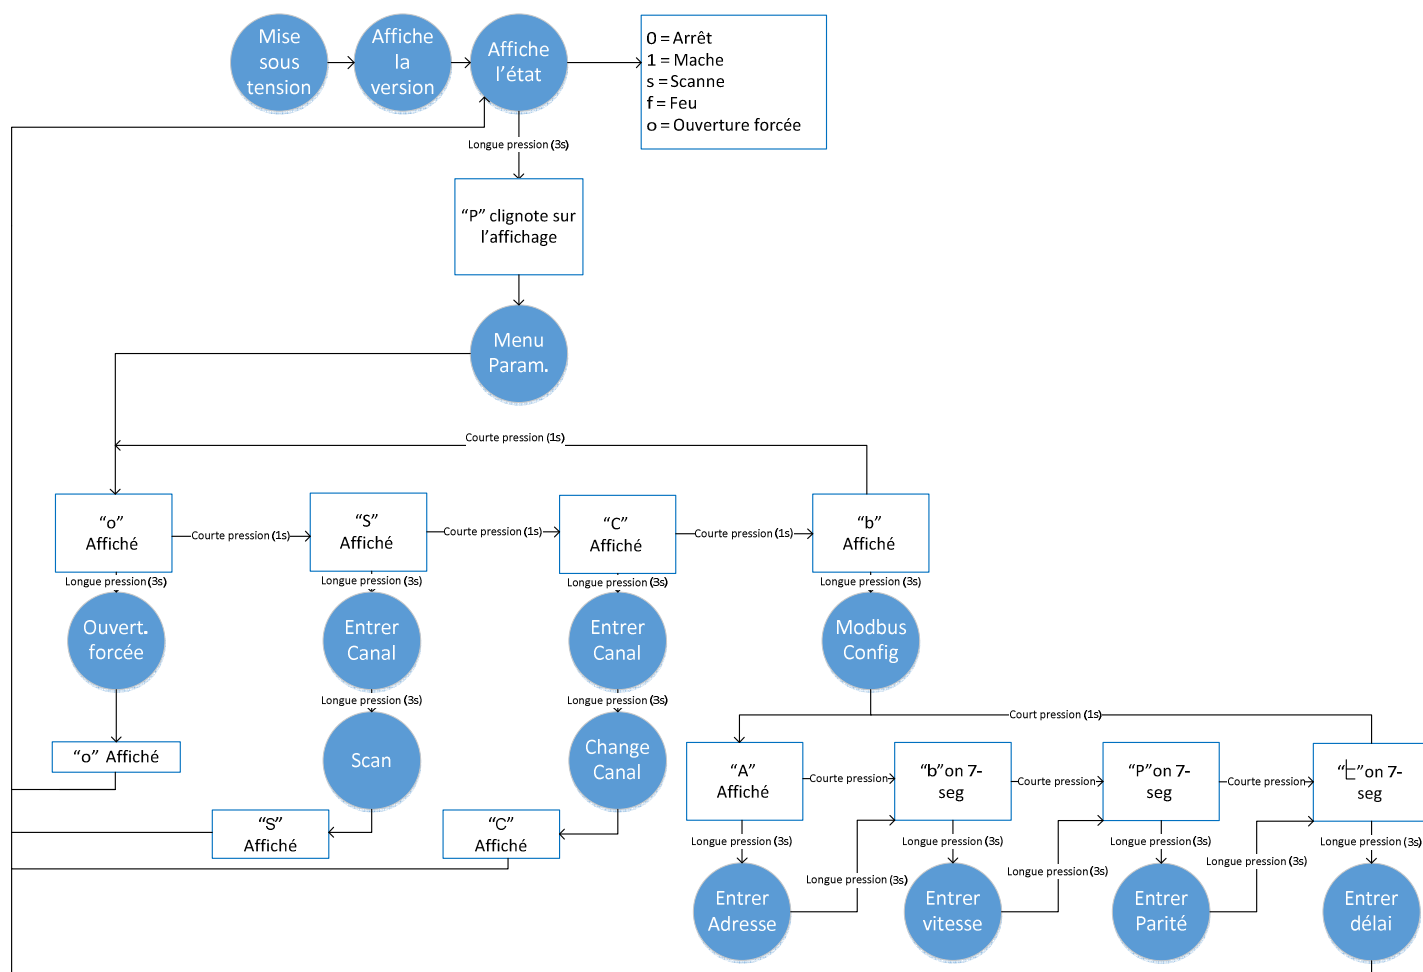 Mise
sous
tension
Affiche
la
version
Affiche
l'état
0 = Arrêt
1 = Mache
s = Scanne
f = Feu
o = Ouverture forcée
Longue pression (3s)
“P” clignote sur
l'affichage
Menu
Param.
Courte pression (1s)
“o”
Affiché
Courte pression (1s)
“S”
Affiché
Courte pression (1s)
“C”
Affiché
Courte pression (1s)
“b”
Affiché
Longue pression (3s)
Longue pression (3s)
Longue pression (3s)
Longue pression (3s)
Ouvert.
forcée
Entrer
Canal
Entrer
Canal
Modbus
Config
Longue pression (3s)
Longue pression (3s)
Court pression (1s)
“o” Affiché
Scan
Change
Canal
“A”
Affiché
Courte pression
“b”on 7-
seg
Courte pression
“P”on 7-
seg
Courte pression
“” on 7-
seg
“S”
Affiché
“C”
Affiché
Longue pression (3s)
Longue pression (3s)
Longue pression (3s)
Longue pression (3s)
Longue pression (3s)
Longue pression (3s)
Longue pression (3s)
Entrer
Adresse
Entrer
vitesse
Entrer
Parité
Entrer
délai